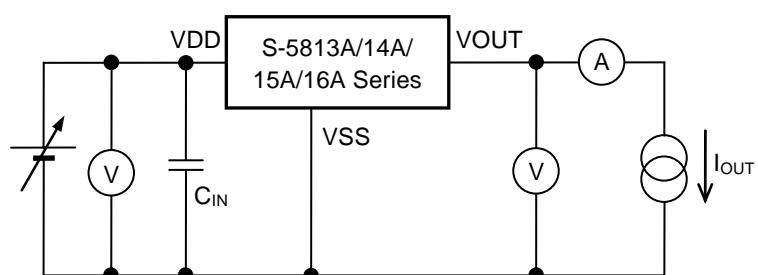 VDD
S-5813A/14A/
15A/16A Series
VOUT
A
VSS
V
CIN
V
IOUT